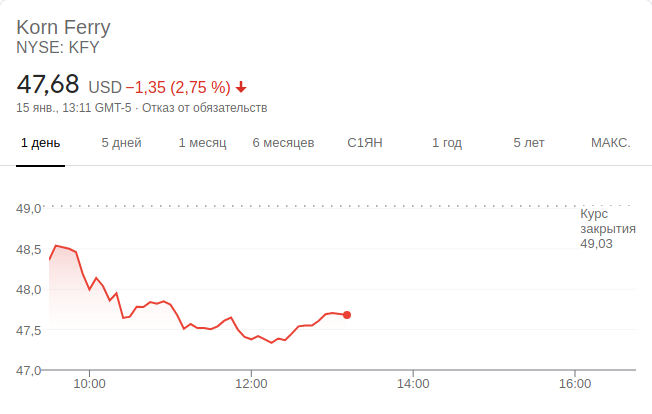 Korn Ferry
NYSE: KFY
47,68 USD −1,35 (2,75 %)
15 янв., 13:11 GMT-5 · Отказ от обязательств
1 день 5 дней 1 месяц 6 месяцев С1ЯН 1 год 5 лет МАКС.
49,0
Курс
закрытия
49,03
48,5
48,0
47,5
47,0
10:00 12:00 14:00 16:00